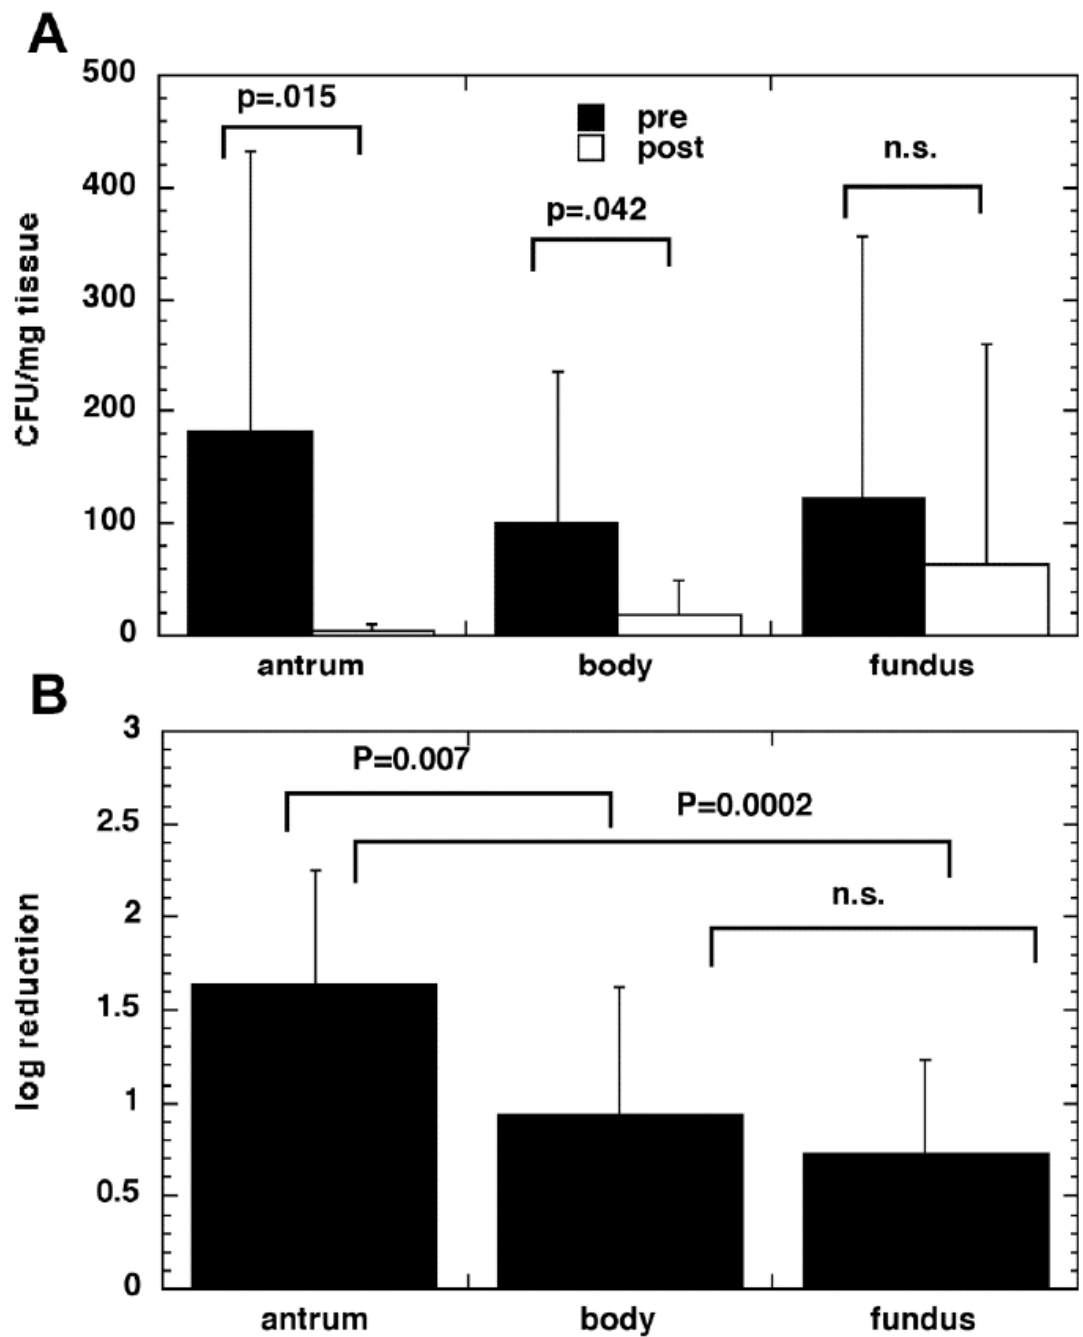 A
500
p=.015
pre
post
n.s.
400
p=.042
300
200
100
0
CFU/mg tissue
antrum body fundus
B
3
P=0.007
P=0.0002
2.5
n.s.
2
1.5
1
0.5
0
log reduction
antrum body fundus